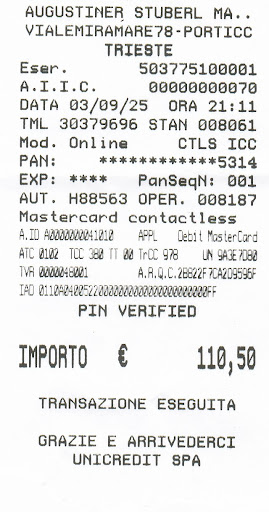 AUGUSTINER STUBERL MA..
VIALEMIRAMARE78-PORTICC
TRIESTE
Eser. 503775100001
A.I.I.C. 00000000070
DATA 03/09/25 ORA 21:11
TML 30379696 STAN 008061
Mod. Online CTLS ICC
PAN: ************5314
EXP: **** PanSeqN: 001
AUT. H88563 OPER. 008187
Mastercard contactless
A.ID A0000000041010 APPL Debit MasterCard
ATC 0102 TCC 380 TT 00 TrCC 978 UN 9A3E7D80
TVR 0000048001 A.R.Q.C.2B822F7CA2D9596F
IAD
PIN VERIFIED
IMPORTO € 110,50
TRANSAZIONE ESEGUITA
GRAZIE E ARRIVEDERCI
UNICREDIT SPA